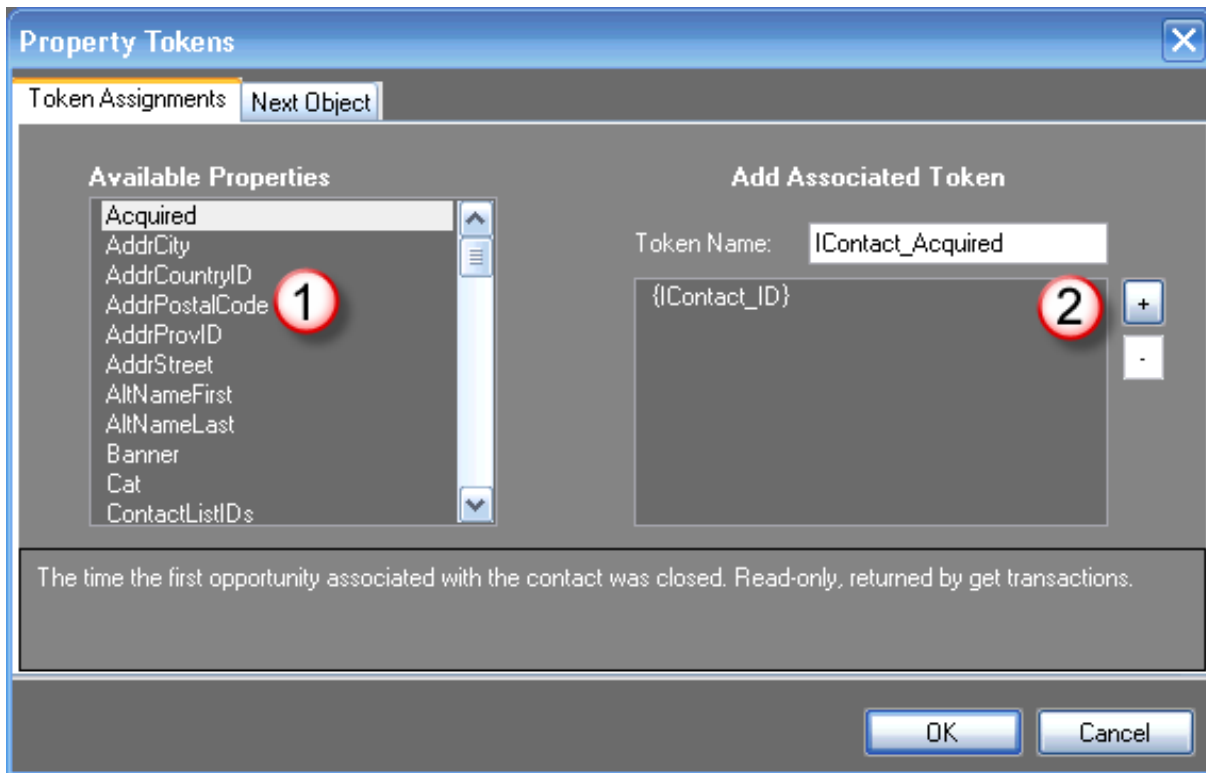 Property Tokens
Token Assignments
Next Object
Available Properties
Acquired
AddrCity
AddrCountryID
AddrPostalCode
AddrProvID
AddrStreet
AltNameFirst
AltNameLast
Banner
Cat
ContactListIDs
1
Add Associated Token
Token Name: IContact_Acquired
{IContact_ID}
2
+
-
The time the first opportunity associated with the contact was closed. Read-only, returned by get transactions.
OK
Cancel